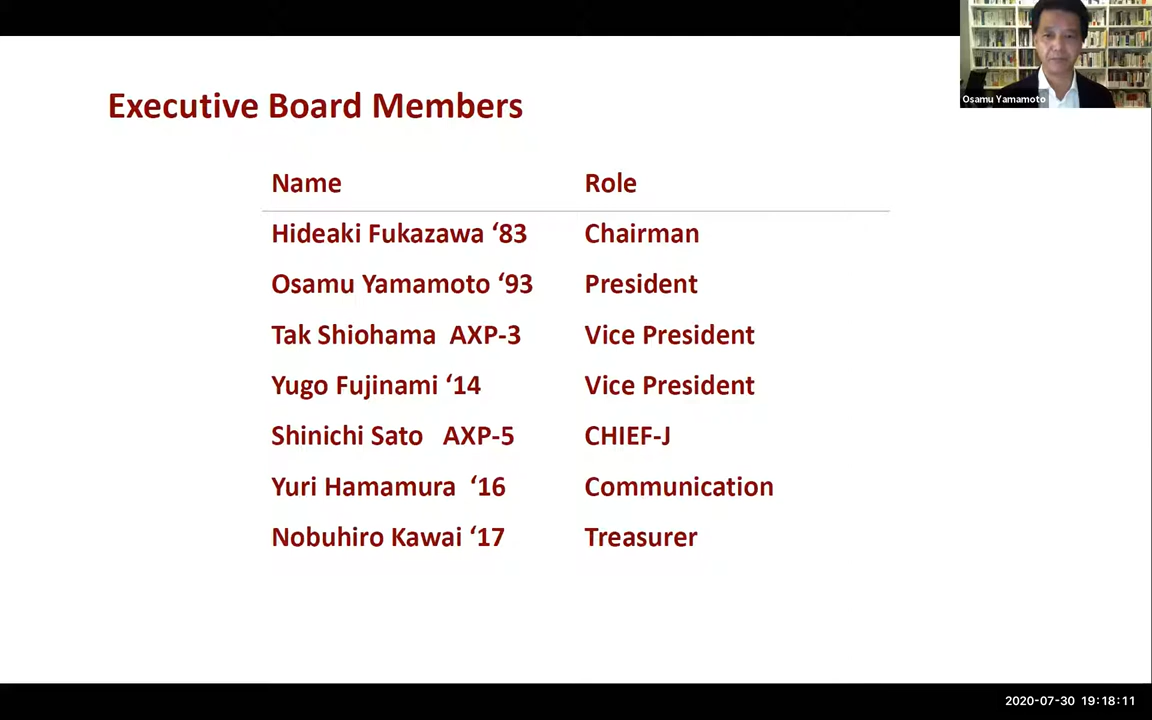 Osamu Yamamoto
Executive Board Members
Name Role
Hideaki Fukazawa ‘83 Chairman
Osamu Yamamoto ‘93 President
Tak Shiohama AXP-3 Vice President
Yugo Fujinami ‘14 Vice President
Shinichi Sato AXP-5 CHIEF-J
Yuri Hamamura ‘16 Communication
Nobuhiro Kawai ‘17 Treasurer
2020-07-30 19:18:11